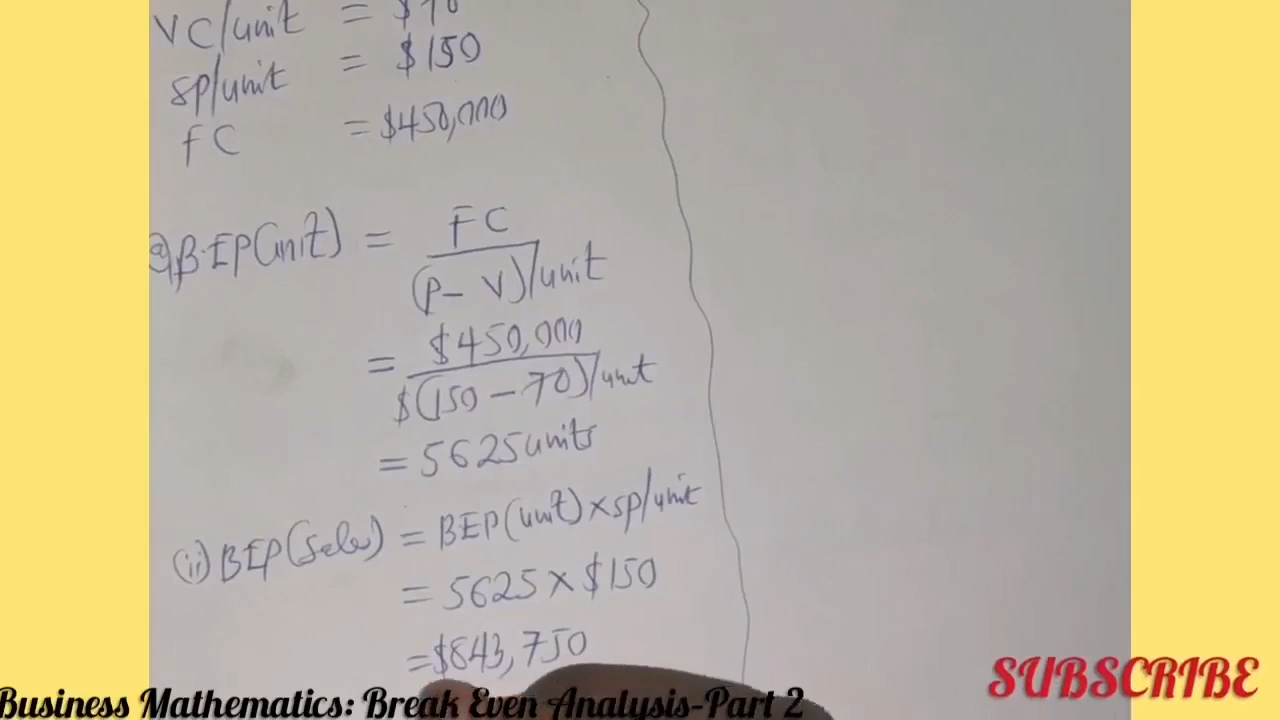 VC/unit = $70
SP/unit = $150
FC = $450,000
a) B.EP(unit) = FC
(P - V)/unit
= $450,000
$(150 - 70)/unit
= 5625 units
(ii) BEP(Sales) = BEP(unit) × SP/unit
= 5625 × $150
= $843,750
SUBSCRIBE
Business Mathematics: Break Even Analysis-Part 2